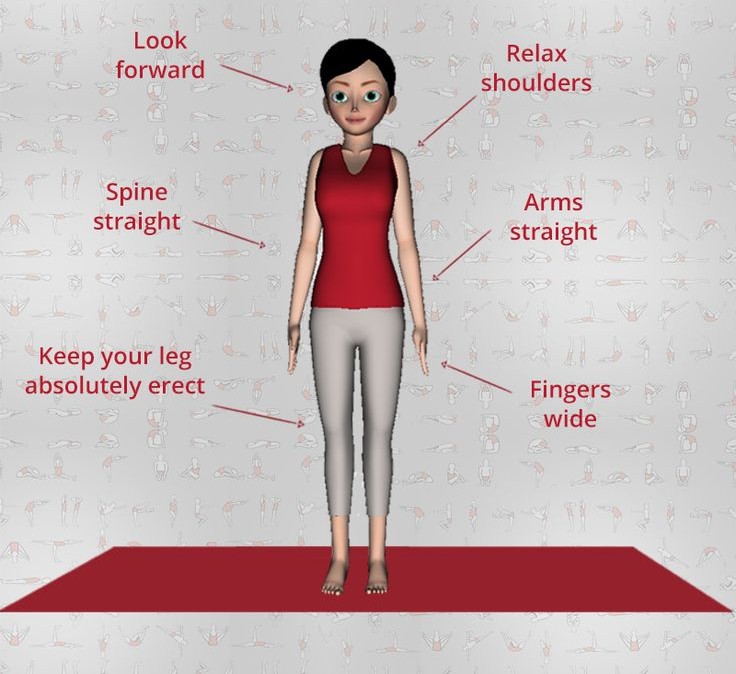 Look
forward
Relax
shoulders
Spine
straight
Arms
straight
Keep your leg
absolutely erect
Fingers
wide